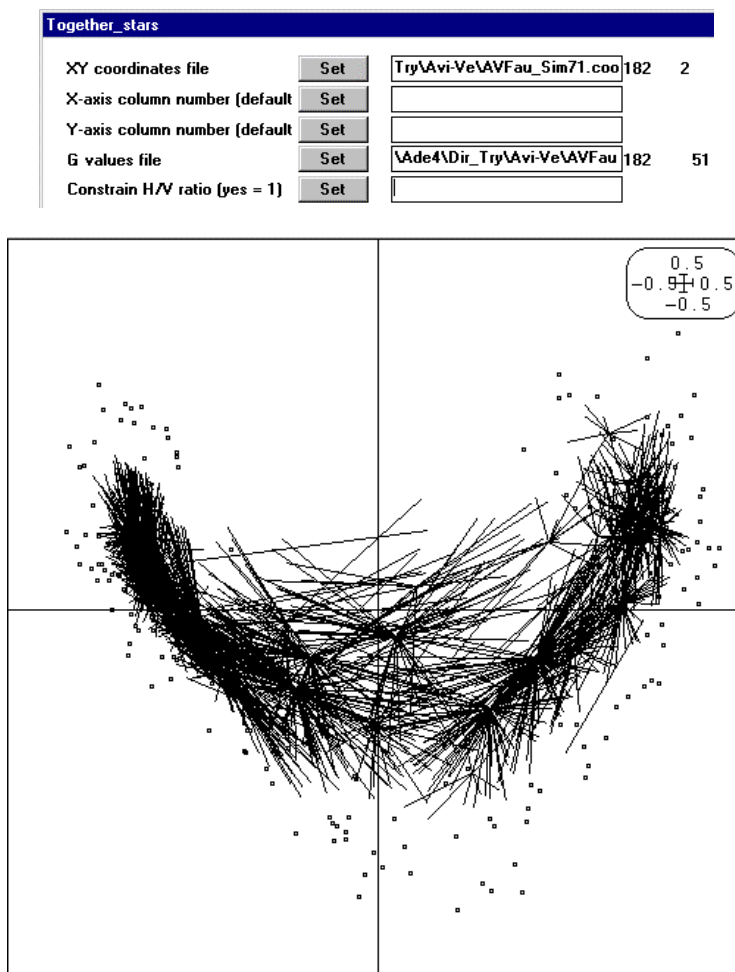 Together_stars
XY coordinates file Set Try\Avi-Ve\AVFau_Sim71.coo 182 2
X-axis column number (default Set
Y-axis column number (default Set
G values file Set \Ade4\Dir_Try\Avi-Ve\AVFau 182 51
Constrain H/V ratio (yes = 1) Set
0.5
-0.5 0.5
-0.5